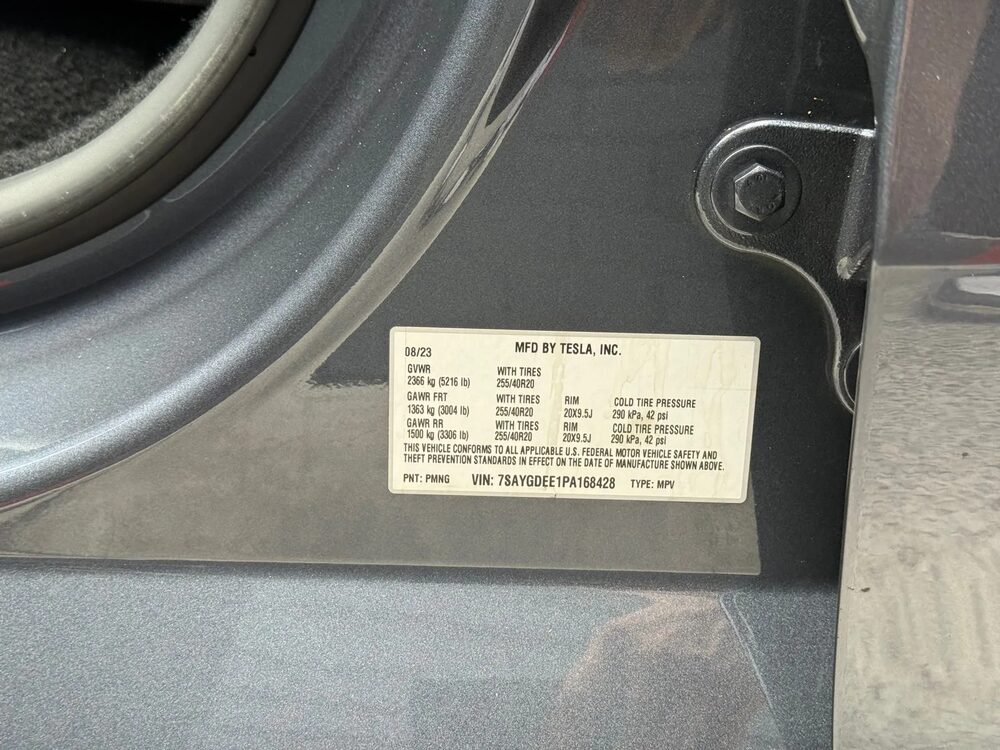 08/23 MFD BY TESLA, INC.
GVWR WITH TIRES
2366 kg (5216 lb) 255/40R20
GAWR FRT WITH TIRES RIM COLD TIRE PRESSURE
1363 kg (3004 lb) 255/40R20 20X9.5J 290 kPa, 42 psi
GAWR RR WITH TIRES RIM COLD TIRE PRESSURE
1500 kg (3306 lb) 255/40R20 20X9.5J 290 kPa, 42 psi
THIS VEHICLE CONFORMS TO ALL APPLICABLE U.S. FEDERAL MOTOR VEHICLE SAFETY AND
THEFT PREVENTION STANDARDS IN EFFECT ON THE DATE OF MANUFACTURE SHOWN ABOVE.
PNT: PMNG VIN: 7SAYGDEE1PA168428 TYPE: MPV